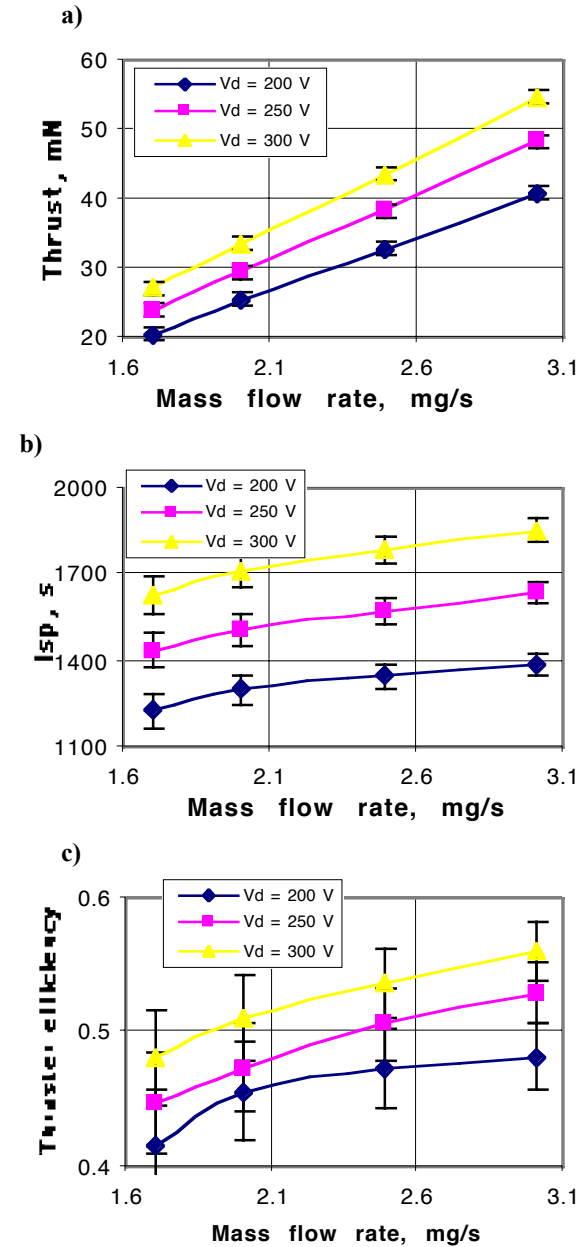 a)
60
50
40
30
20
Thrust, mN
Vd = 200 V
Vd = 250 V
Vd = 300 V
1.6 2.1 2.6 3.1
Mass flow rate, mg/s
b)
2000
1700
1400
1100
Isp, s
Vd = 200 V
Vd = 250 V
Vd = 300 V
1.6 2.1 2.6 3.1
Mass flow rate, mg/s
c)
0.6
0.5
0.4
Thruster efficiency
Vd = 200 V
Vd = 250 V
Vd = 300 V
1.6 2.1 2.6 3.1
Mass flow rate, mg/s